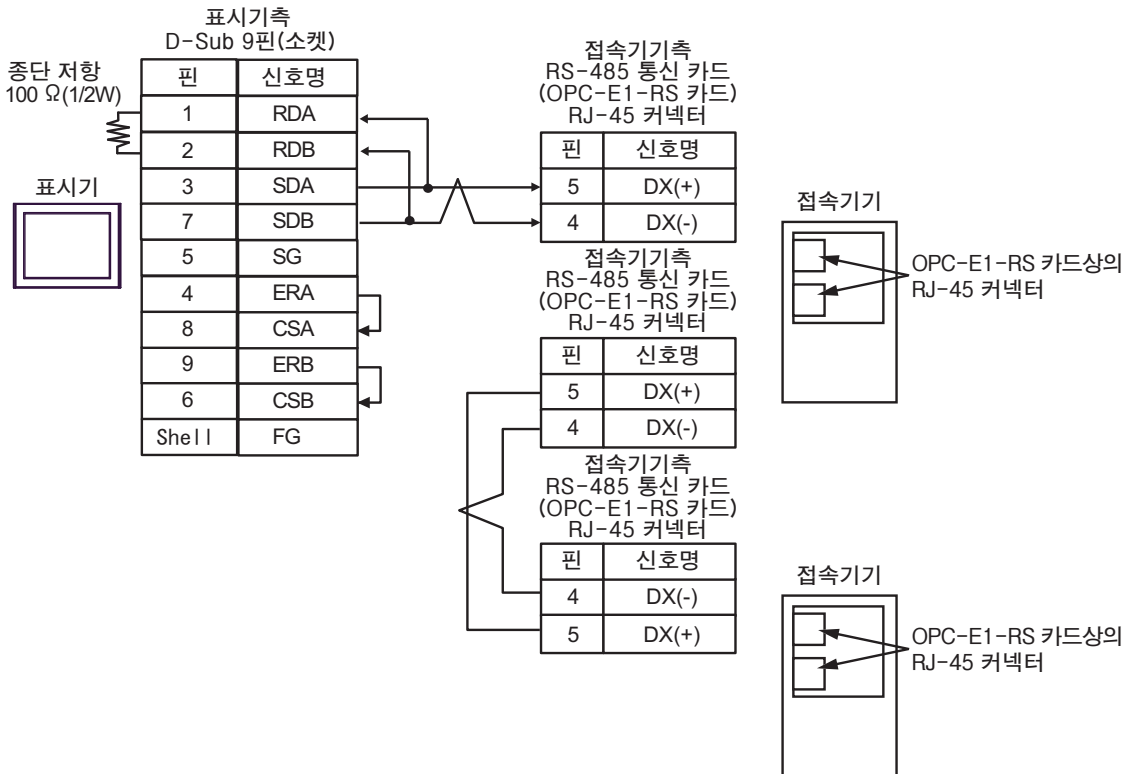 표시기측
D-Sub 9핀(소켓)
종단 저항
100 Ω(1/2W)
핀 신호명
1 RDA
2 RDB
3 SDA
7 SDB
5 SG
4 ERA
8 CSA
9 ERB
6 CSB
Shell FG
표시기
접속기기측
RS-485 통신 카드
(OPC-E1-RS 카드)
RJ-45 커넥터
핀 신호명
5 DX(+)
4 DX(-)
접속기기측
RS-485 통신 카드
(OPC-E1-RS 카드)
RJ-45 커넥터
핀 신호명
5 DX(+)
4 DX(-)
접속기기측
RS-485 통신 카드
(OPC-E1-RS 카드)
RJ-45 커넥터
핀 신호명
4 DX(-)
5 DX(+)
접속기기
OPC-E1-RS 카드상의
RJ-45 커넥터
접속기기
OPC-E1-RS 카드상의
RJ-45 커넥터